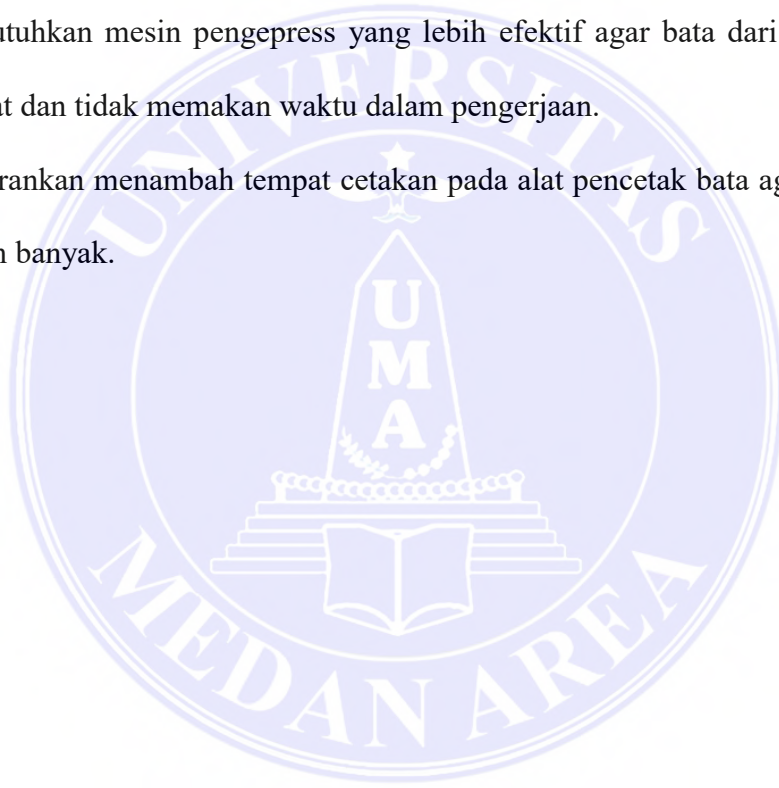 utuhkan mesin pengepress yang lebih efektif agar bata dari
at dan tidak memakan waktu dalam pengerjaan.
rankan menambah tempat cetakan pada alat pencetak bata ag
n banyak.
UNIVERSITAS
U
M
A
MEDAN AREA